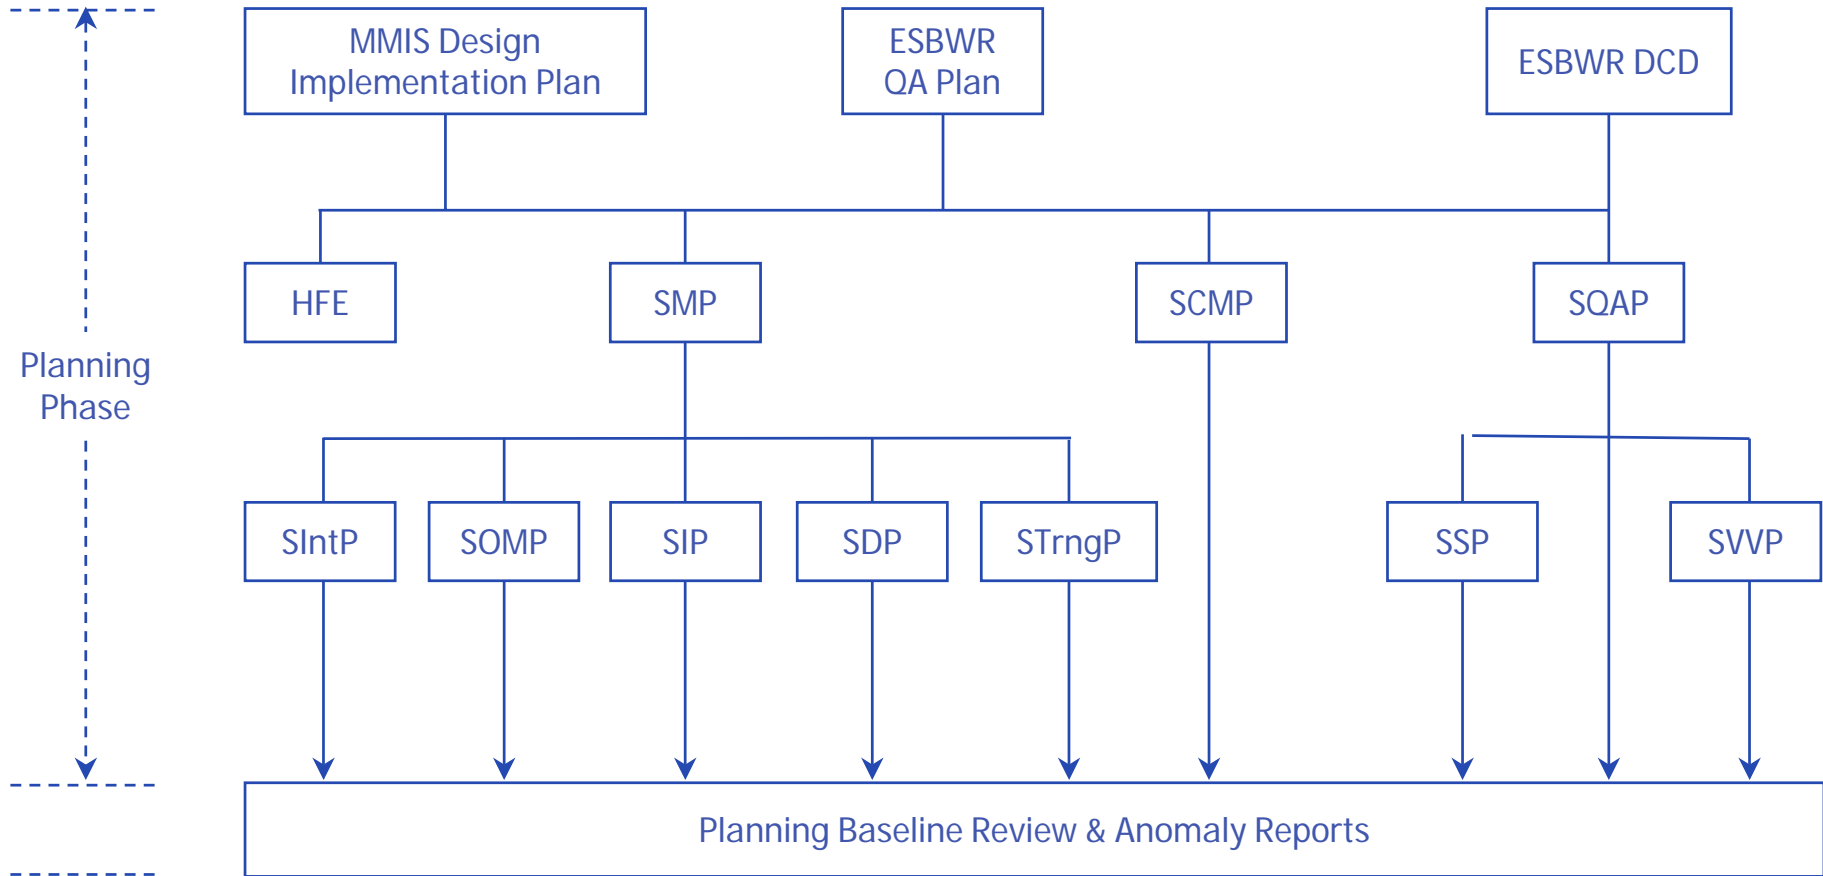 MMIS Design
Implementation Plan
ESBWR
QA Plan
ESBWR DCD
HFE
SMP
SCMP
SQAP
Planning
Phase
SIntP
SOMP
SIP
SDP
STrngP
SSP
SVVP
Planning Baseline Review & Anomaly Reports